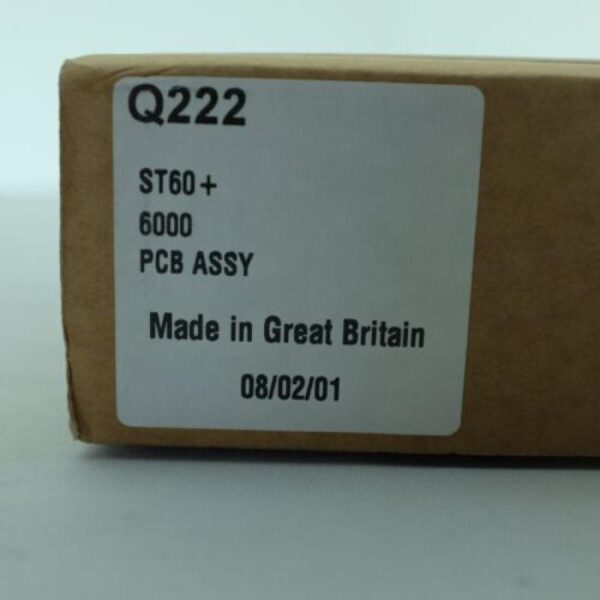 Q222
ST60+
6000
PCB ASSY
Made in Great Britain
08/02/01